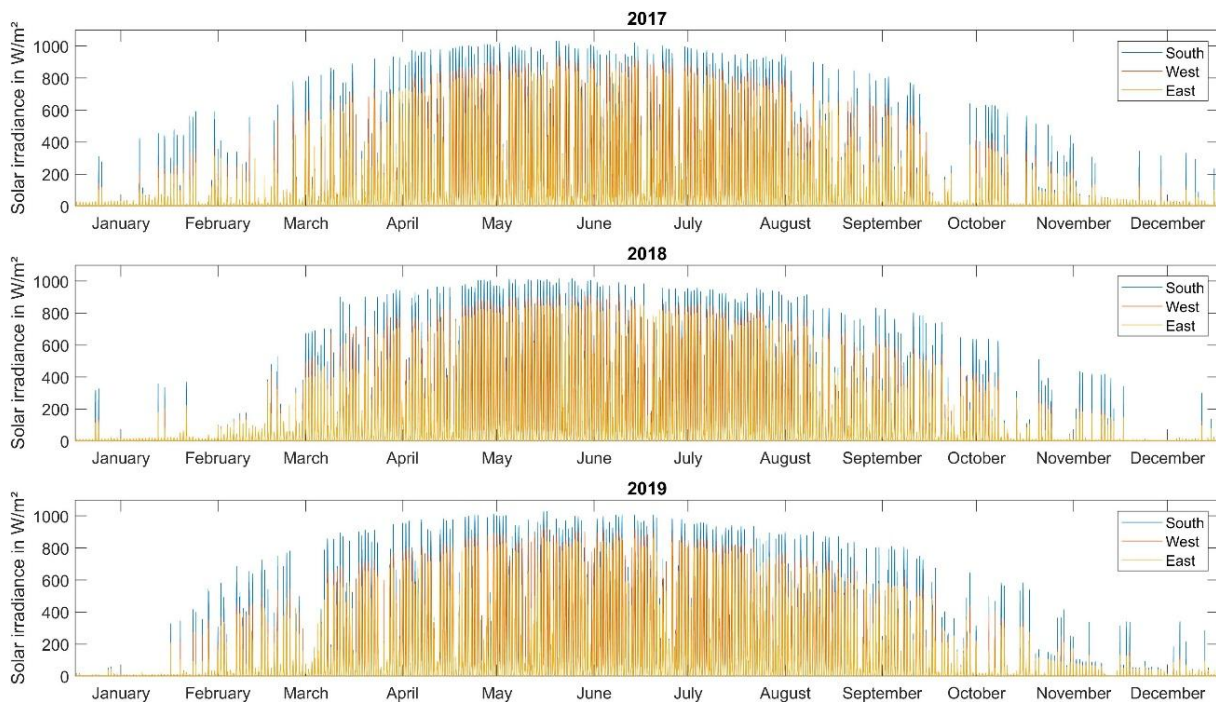 2017
Solar irradiance in W/m²
1000
800
600
400
200
0
South
West
East
January February March April May June July August September October November December
2018
Solar irradiance in W/m²
1000
800
600
400
200
0
South
West
East
January February March April May June July August September October November December
2019
Solar irradiance in W/m²
1000
800
600
400
200
0
South
West
East
January February March April May June July August September October November December